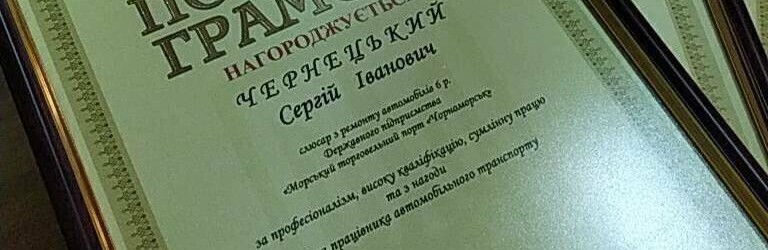 ГРАМО
НАГОРОДЖУЄТЬСЯ
ЧЕРНЕЦЬКИЙ
Сергій Іванович
слюсар з ремонту автомобілів 6 р.
Державного підприємства
«Морський торговельний порт «Чорноморськ»
за професіоналізм, високу кваліфікацію, сумлінну працю
та з нагоди
працівника автомобільного транспорту